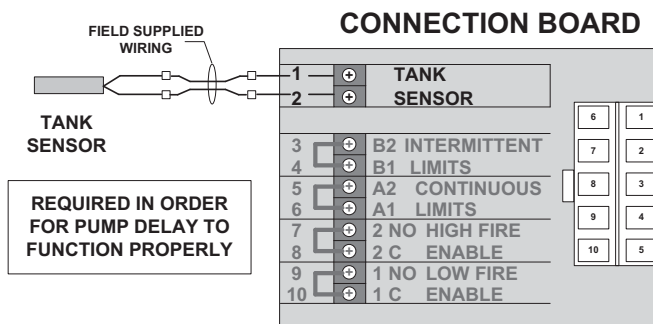 CONNECTION BOARD
FIELD SUPPLIED
WIRING
TANK
SENSOR
REQUIRED IN ORDER
FOR PUMP DELAY TO
FUNCTION PROPERLY
1 TANK
2 SENSOR
3 B2 INTERMITTENT
4 B1 LIMITS
5 A2 CONTINUOUS
6 A1 LIMITS
7 2 NO HIGH FIRE
8 2 C ENABLE
9 1 NO LOW FIRE
10 1 C ENABLE
6 1
7 2
8 3
9 4
10 5